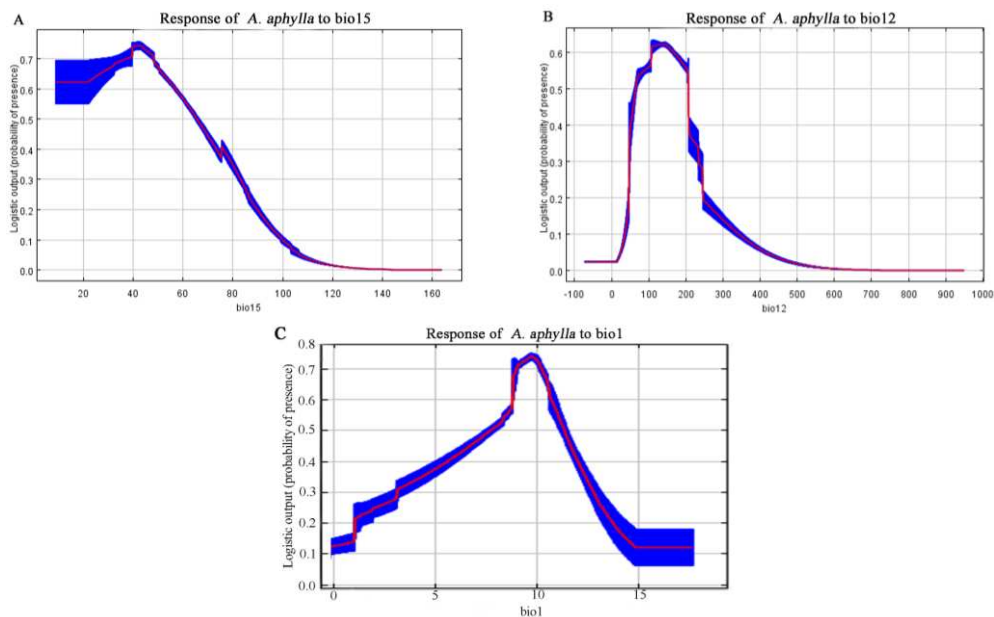 A
Response of A. aphylla to bio15
Logistic output (probability of presence)
0.7
0.6
0.5
0.4
0.3
0.2
0.1
0.0
20 40 60 80 100 120 140 160
bio15
B
Response of A. aphylla to bio12
Logistic output (probability of presence)
0.6
0.5
0.4
0.3
0.2
0.1
0.0
-100 0 100 200 300 400 500 600 700 800 900 1000
bio12
C
Response of A. aphylla to bio1
Logistic output (probability of presence)
0.8
0.7
0.6
0.5
0.4
0.3
0.2
0.1
0.0
0 5 10 15
bio1